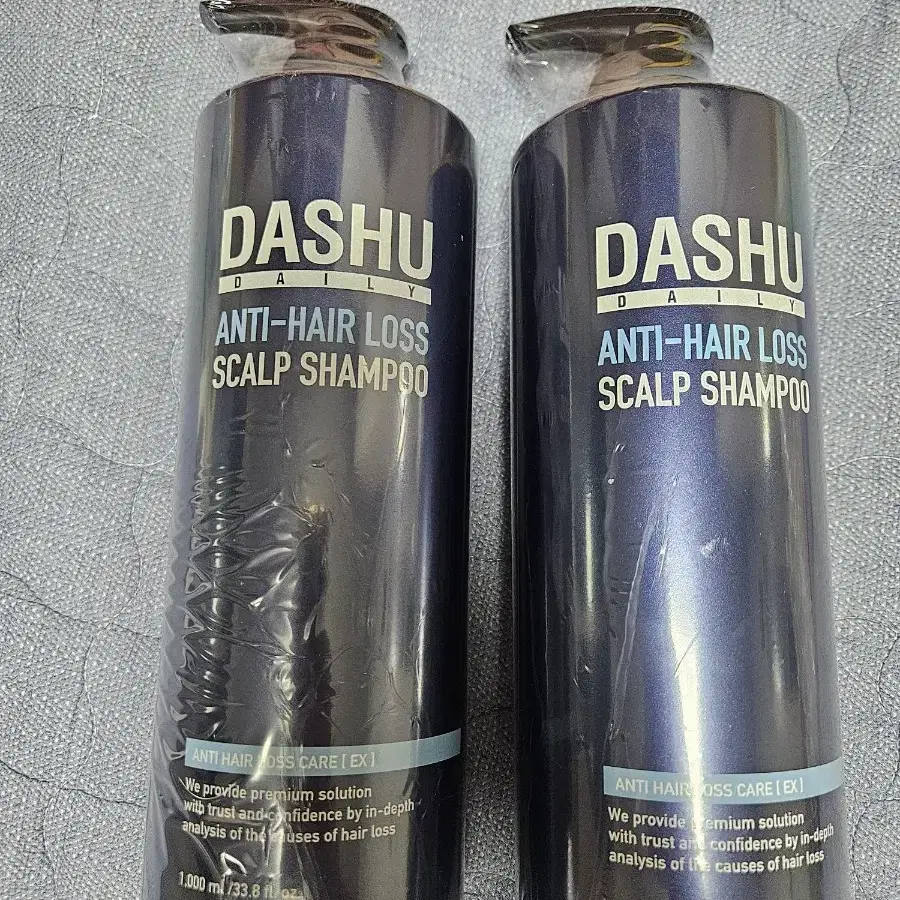 DASHU
DAILY
ANTI-HAIR LOSS
SCALP SHAMPOO
ANTI HAIR LOSS CARE [ EX ]
We provide premium solution
with trust and confidence by in-depth
analysis of the causes of hair loss
1.000 ml /33.8 fl. oz.
DASHU
DAILY
ANTI-HAIR LOSS
SCALP SHAMPOO
ANTI HAIR LOSS CARE [ EX ]
We provide premium solution
with trust and confidence by in-depth
analysis of the causes of hair loss